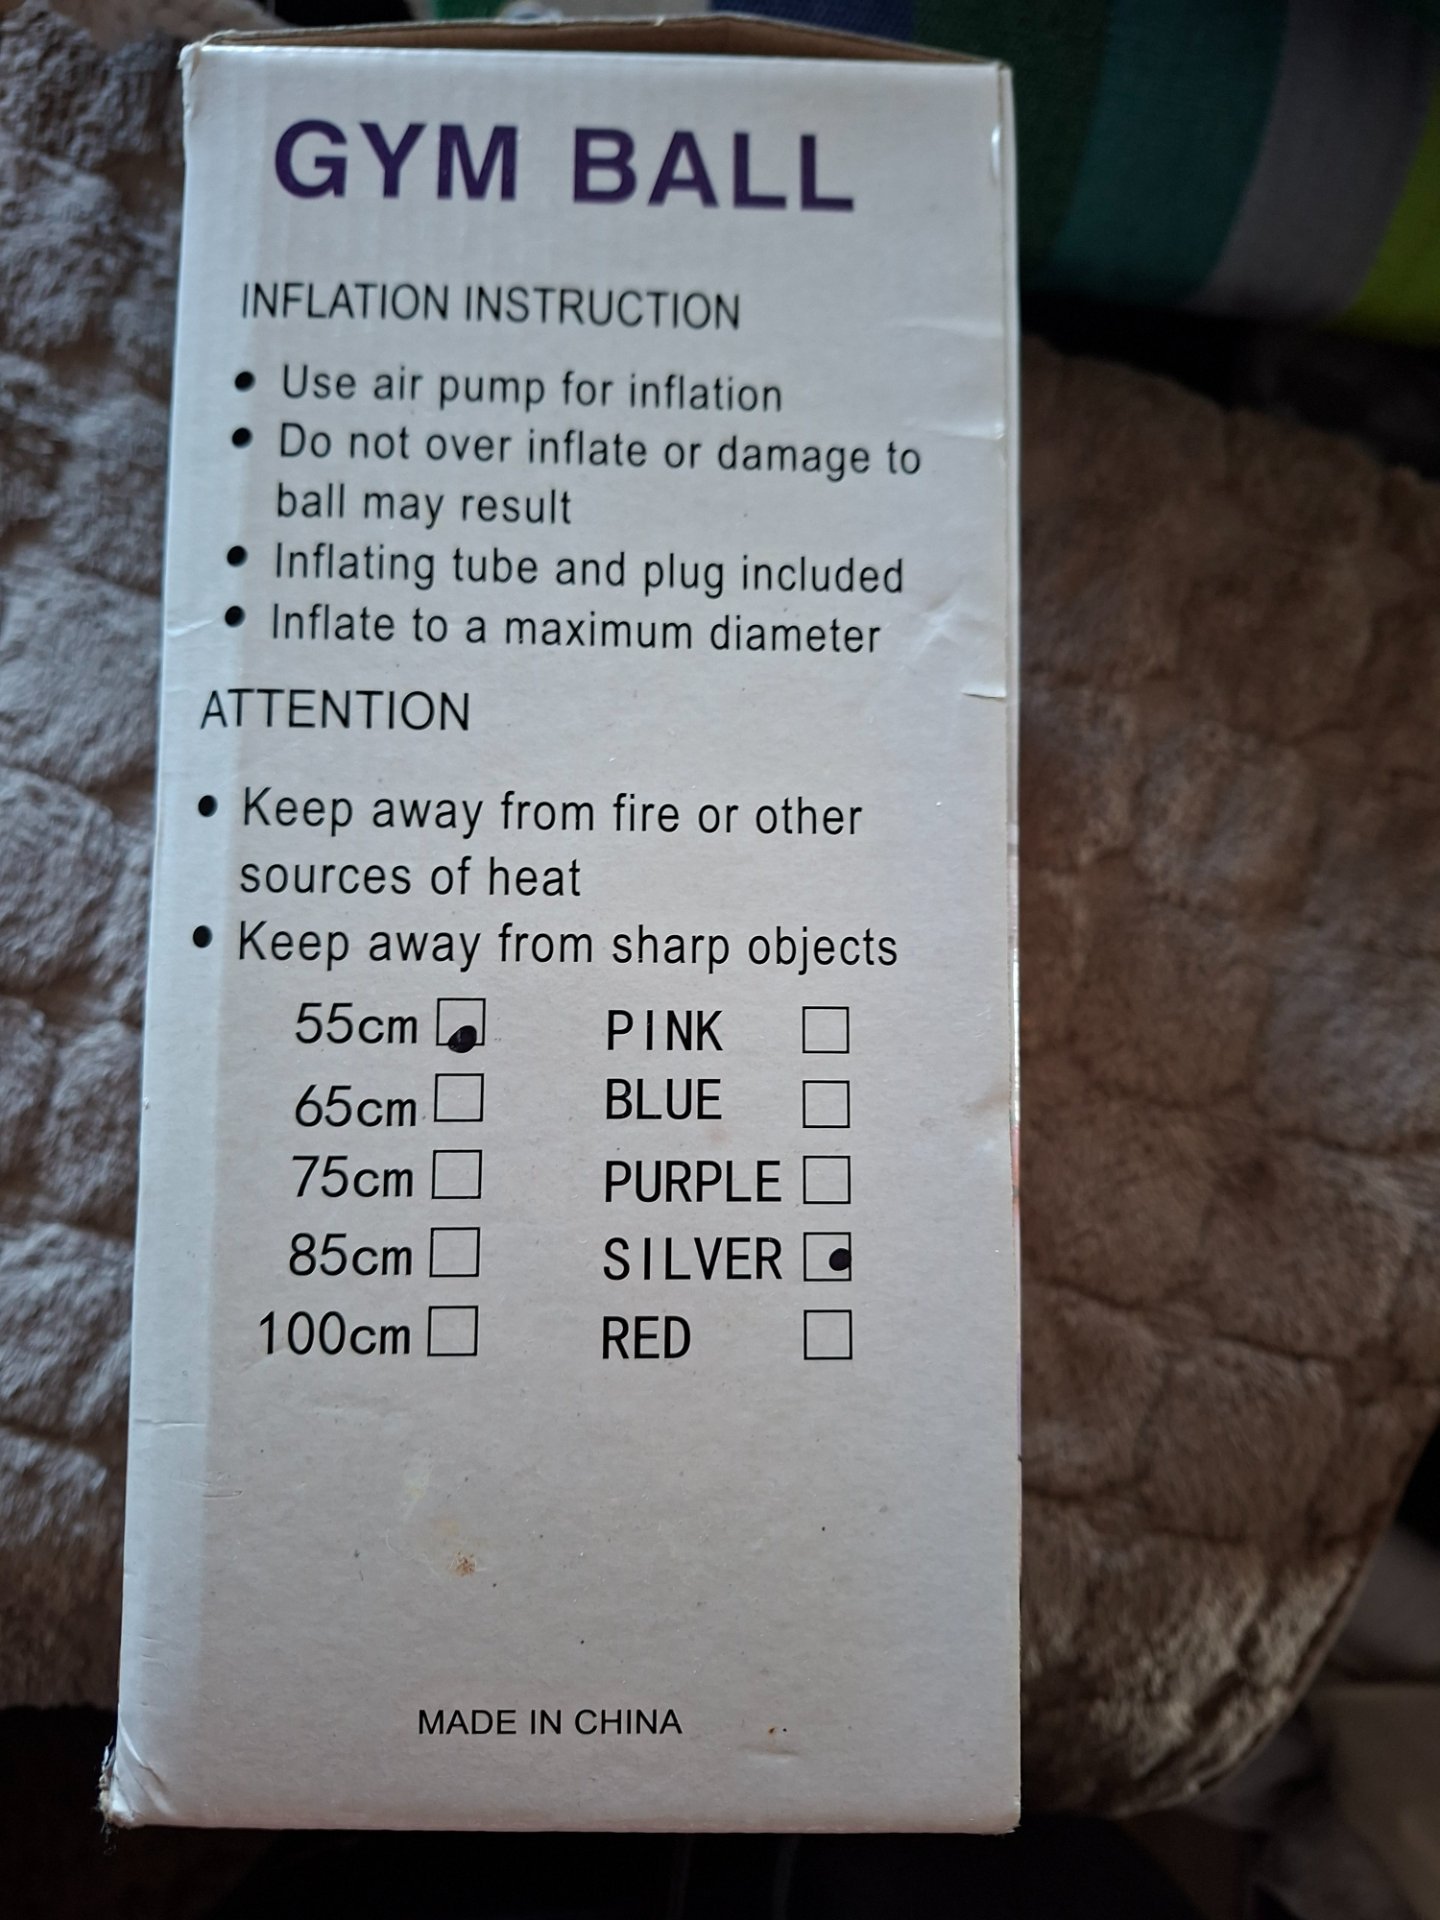 GYM BALL
INFLATION INSTRUCTION
• Use air pump for inflation
• Do not over inflate or damage to
ball may result
• Inflating tube and plug included
• Inflate to a maximum diameter
ATTENTION
• Keep away from fire or other
sources of heat
• Keep away from sharp objects
55cm PINK
65cm BLUE
75cm PURPLE
85cm SILVER
100cm RED
MADE IN CHINA